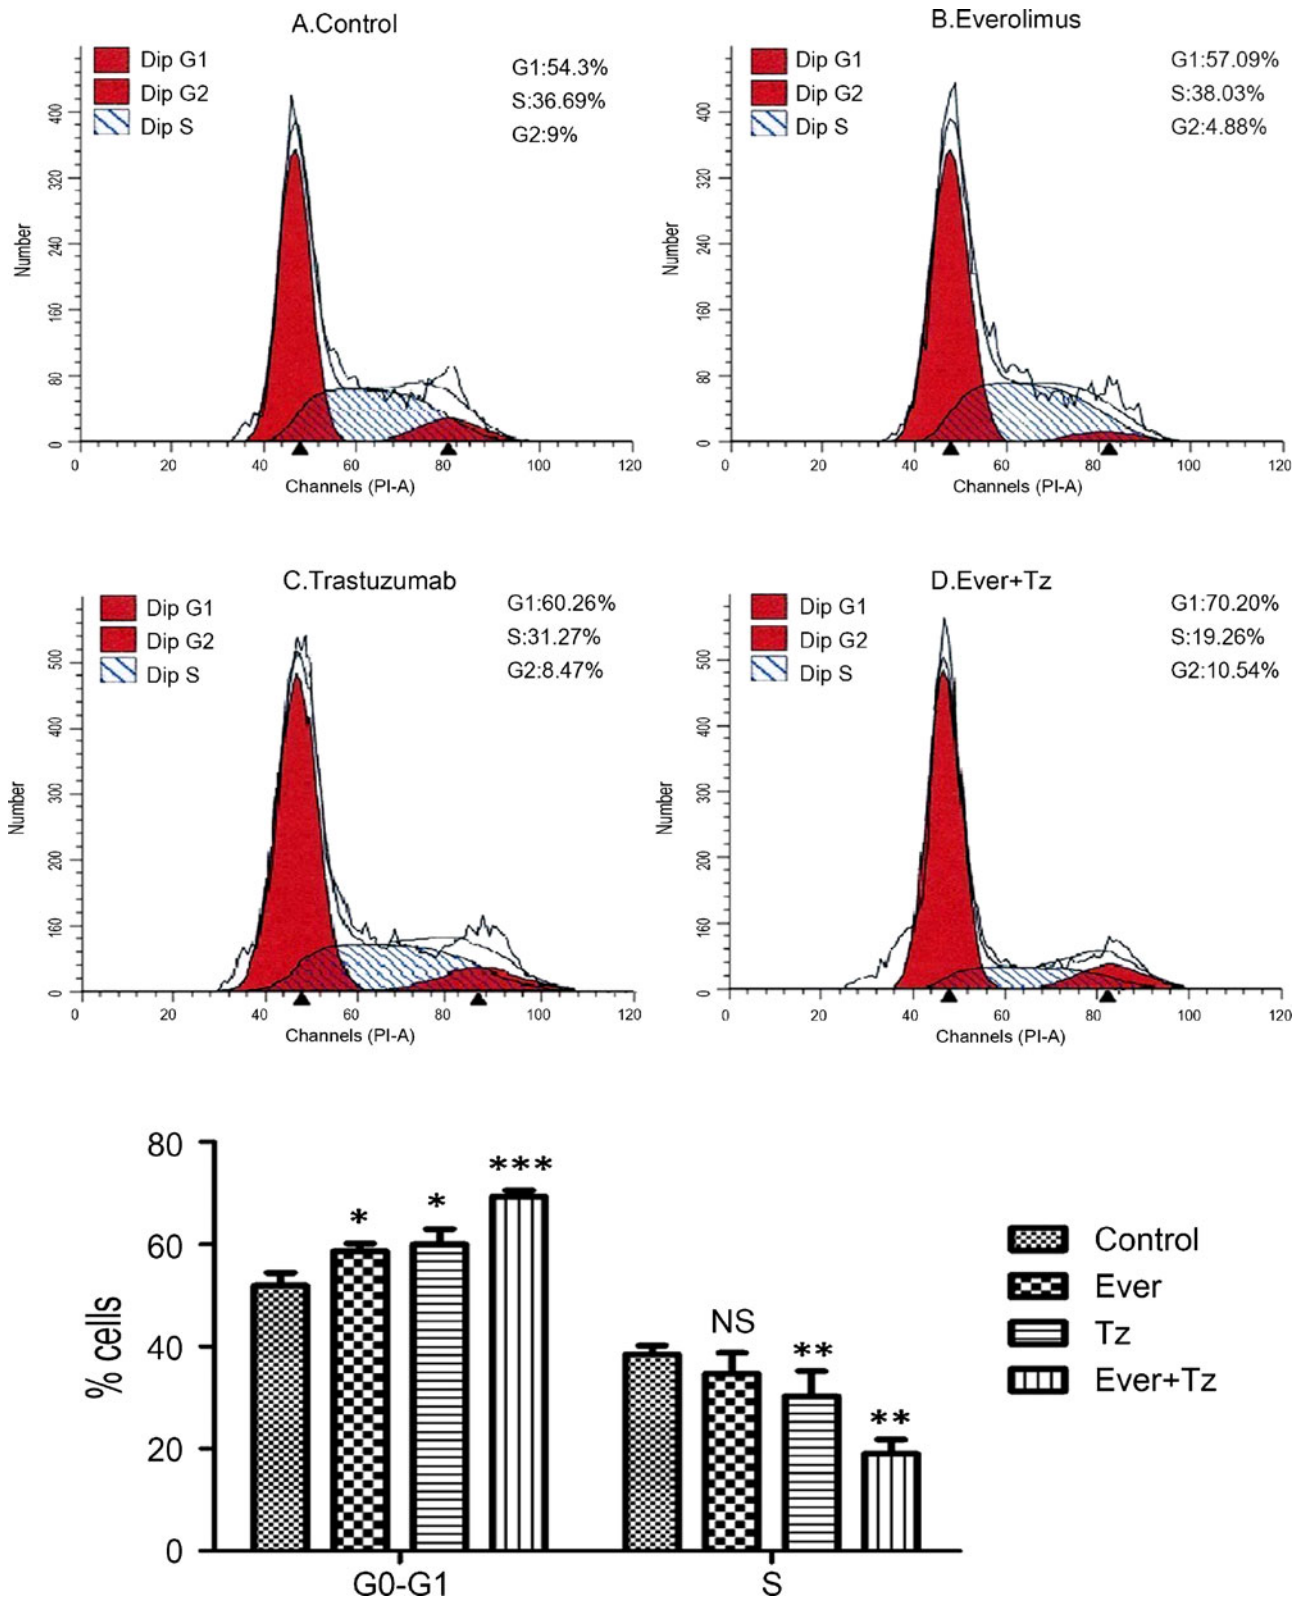 A.Control
Dip G1
Dip G2
Dip S
G1:54.3%
S:36.69%
G2:9%
Number
400
320
240
160
80
0
0 20 40 60 80 100 120
Channels (PI-A)
B.Everolimus
Dip G1
Dip G2
Dip S
G1:57.09%
S:38.03%
G2:4.88%
Number
400
320
240
160
80
0
0 20 40 60 80 100 120
Channels (PI-A)
C.Trastuzumab
Dip G1
Dip G2
Dip S
G1:60.26%
S:31.27%
G2:8.47%
Number
500
400
300
200
160
0
0 20 40 60 80 100 120
Channels (PI-A)
D.Ever+Tz
Dip G1
Dip G2
Dip S
G1:70.20%
S:19.26%
G2:10.54%
Number
500
400
300
200
160
0
0 20 40 60 80 100 120
Channels (PI-A)
% cells
80
60
40
20
0
* * ***
NS ** **
G0-G1 S
Control
Ever
Tz
Ever+Tz